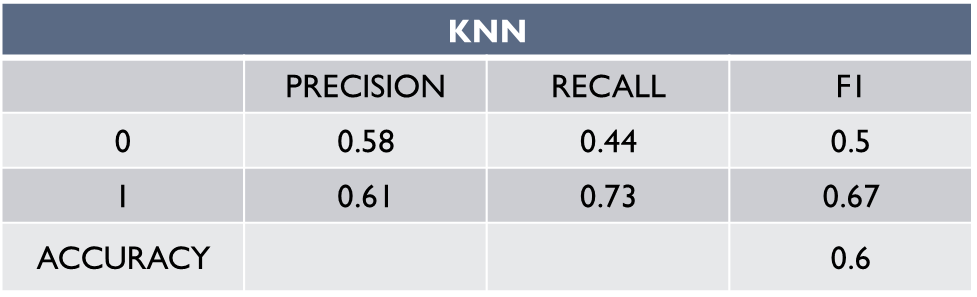 KNN
PRECISION RECALL F1
0 0.58 0.44 0.5
1 0.61 0.73 0.67
ACCURACY 0.6